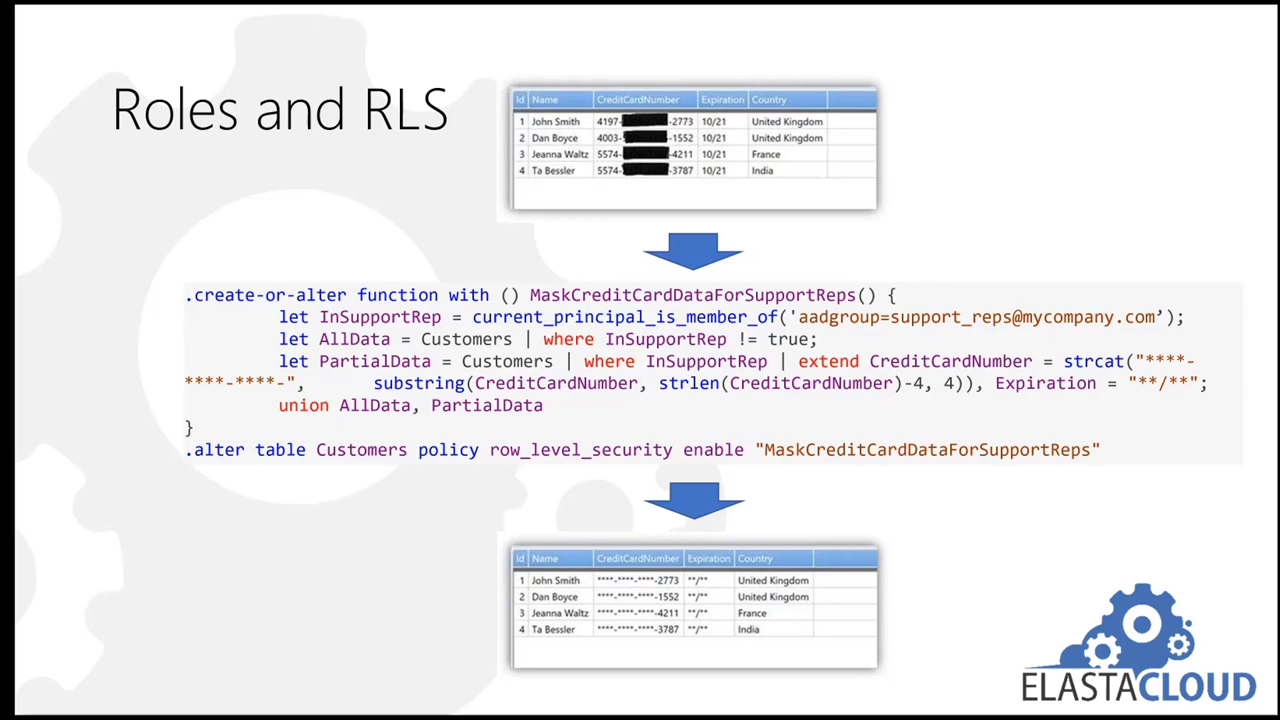 Roles and RLS
Id Name CreditCardNumber Expiration Country
1 John Smith 4197- -2773 10/21 United Kingdom
2 Dan Boyce 4003- -1552 10/21 United Kingdom
3 Jeanna Waltz 5574- -4211 10/21 France
4 Ta Bessler 5574- -3787 10/21 India
.create-or-alter function with () MaskCreditCardDataForSupportReps() {
let InSupportRep = current_principal_is_member_of('aadgroup=support_reps@mycompany.com’);
let AllData = Customers | where InSupportRep != true;
let PartialData = Customers | where InSupportRep | extend CreditCardNumber = strcat("****-
****-****-", substring(CreditCardNumber, strlen(CreditCardNumber)-4, 4)), Expiration = "**/**";
union AllData, PartialData
}
.alter table Customers policy row_level_security enable "MaskCreditCardDataForSupportReps"
Id Name CreditCardNumber Expiration Country
1 John Smith ****-****-****-2773 **/** United Kingdom
2 Dan Boyce ****-****-****-1552 **/** United Kingdom
3 Jeanna Waltz ****-****-****-4211 **/** France
4 Ta Bessler ****-****-****-3787 **/** India
ELASTACLOUD